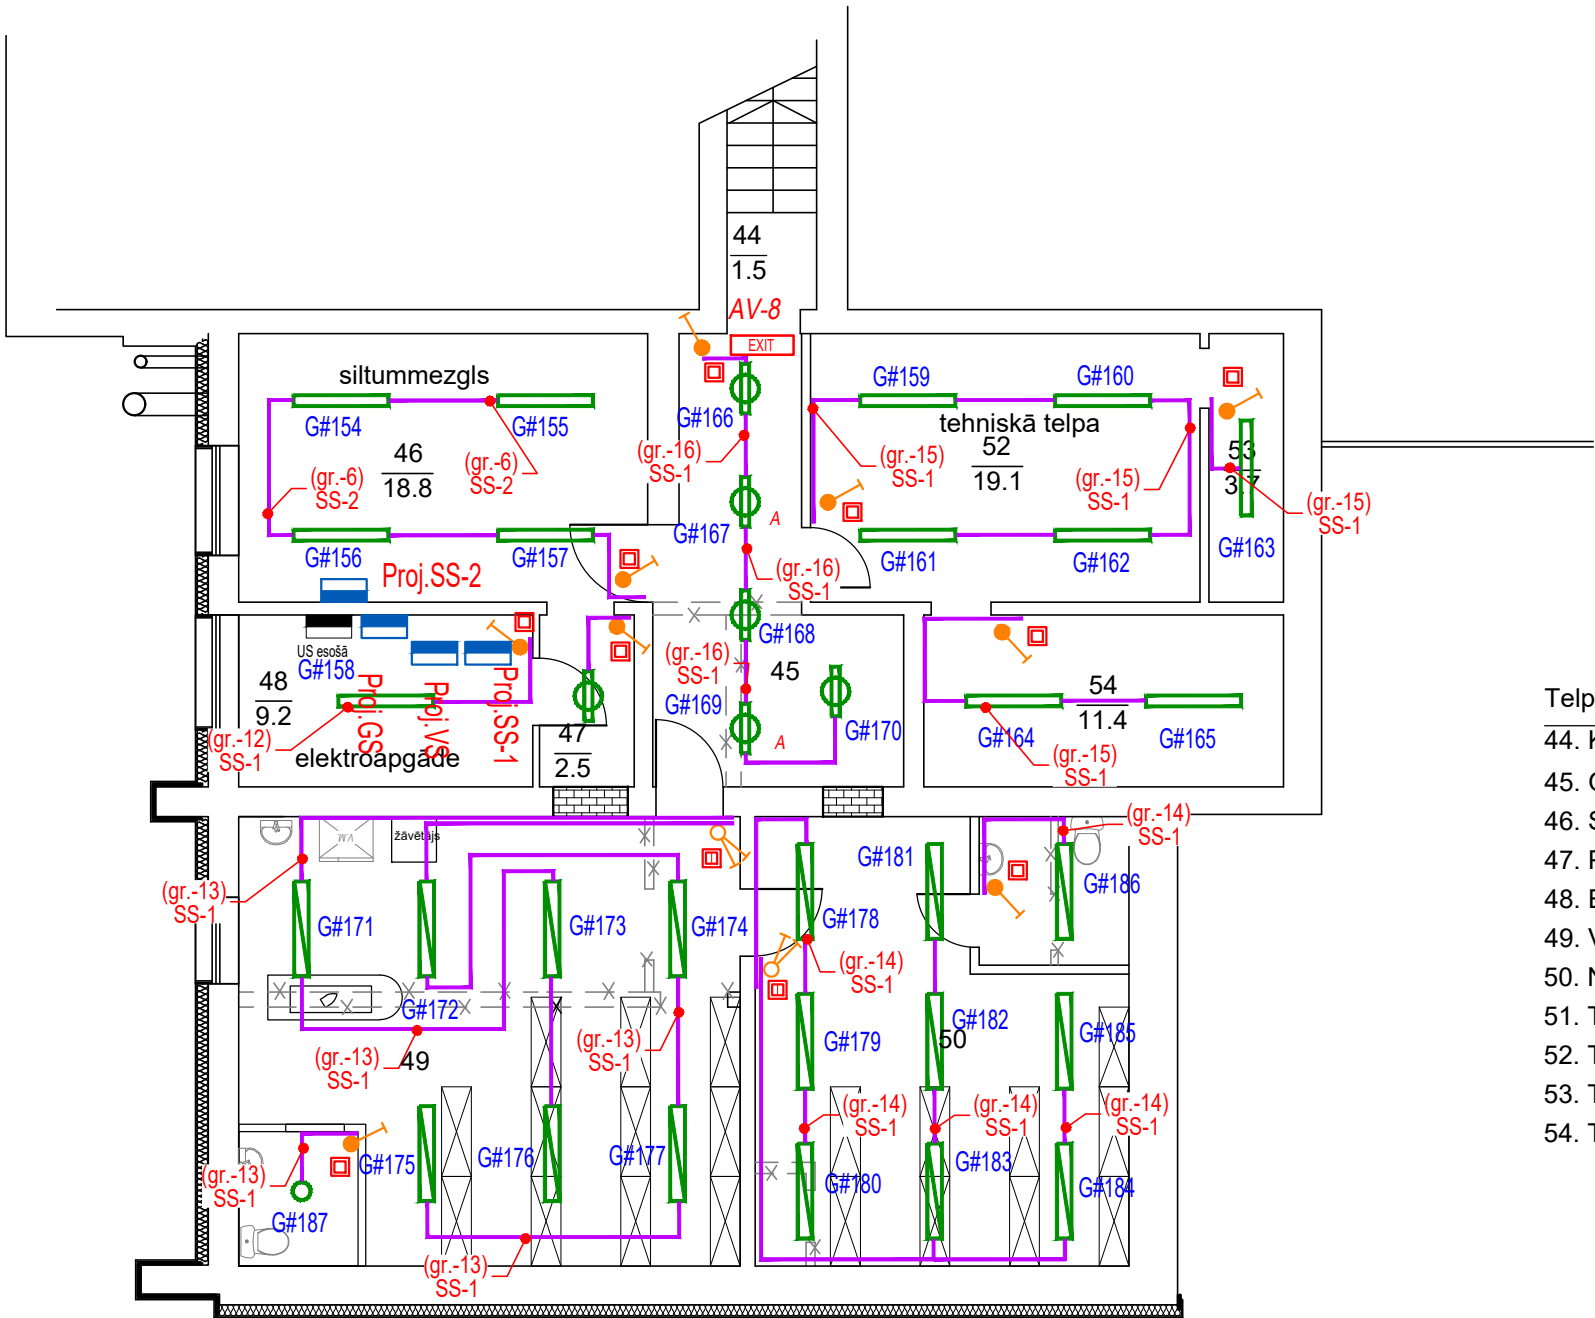 44
1.5
AV-8
EXIT
siltummezgls
G#154
G#155
46
18.8
(gr.-6)
SS-2
(gr.-6)
SS-2
G#156
G#157
Proj.SS-2
G#166
(gr.-16)
SS-1
G#167
A
(gr.-16)
SS-1
G#168
(gr.-16)
SS-1
45
G#169
G#170
A
G#159
G#160
tehniskā telpa
52
19.1
(gr.-15)
SS-1
(gr.-15)
SS-1
G#161
G#162
53
3.7
(gr.-15)
SS-1
G#163
US esošā
G#158
48
9.2
Proj.GS
Proj.VS
Proj.SS-1
(gr.-12)
SS-1
elektroapgāde
47
2.5
54
11.4
G#164
G#165
(gr.-15)
SS-1
Telp
44. K
45. G
46. S
47. P
48. E
49. V
50. N
51. T
52. T
53. T
54. T
V.M.
žāvētājs
(gr.-13)
SS-1
G#171
G#172
G#173
G#174
(gr.-13)
SS-1
49
(gr.-13)
SS-1
G#175
G#176
G#177
(gr.-13)
SS-1
G#187
(gr.-13)
SS-1
G#181
G#178
(gr.-14)
SS-1
G#186
(gr.-14)
SS-1
G#179
G#182
50
G#185
(gr.-14)
SS-1
(gr.-14)
SS-1
(gr.-14)
SS-1
G#180
G#183
G#184